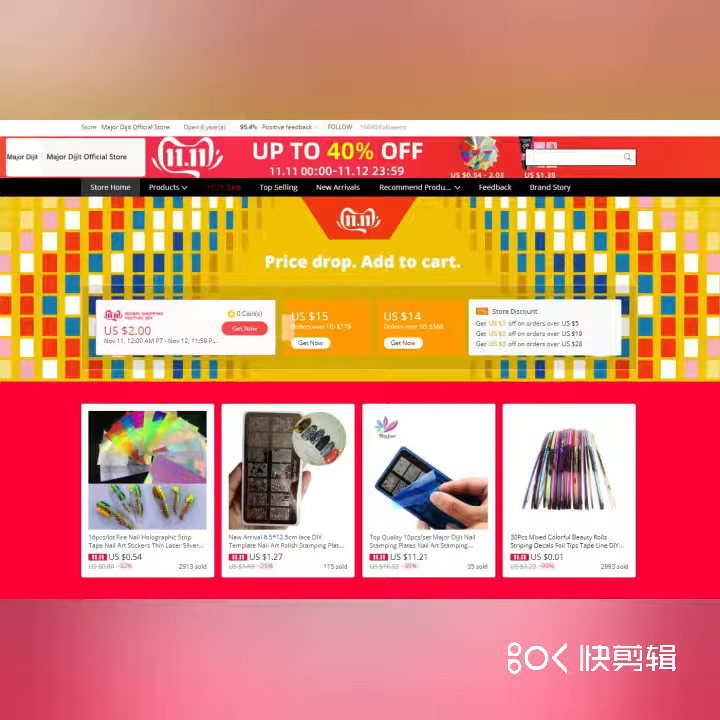 Store Major Dijit Official Store Open 8 year(s) 95.4% Positive feedback FOLLOW 16640 Followers
Major Dijit Major Dijit Official Store
11.11 UP TO 40% OFF
11.11 00:00-11.12 23:59
US $0.54 - 2.03 US $1.38
Store Home Products 11.11 Sale Top Selling New Arrivals Recommend Produ... Feedback Brand Story
11.11
Price drop. Add to cart.
11.11 GLOBAL SHOPPING FESTIVAL 0 Coin(s)
US $2.00 Get Now
Nov 11, 12:00 AM PT - Nov 12, 11:59 P...
US $15
Orders over US $178
Get Now
US $14
Get Now
Store Discount
Get off on orders over US $5
Get off on orders over US $19
Get off on orders over US $28
Major
16pcs/lot Fire Nail Holographic Strip
Tape Nail Art Stickers Thin Laser Silver...
11.11 US $0.54
-32% 2913 sold
New Arrival 6.5*12.5cm lace DIY
Template Nail Art Polish Stamping Plat...
11.11 US $1.27
-25% 115 sold
Top Quality 10pcs/set Major Dijit Nail
Stamping Plates Nail Art Stamping...
11.11 US $11.21
-30% 35 sold
30Pcs Mixed Colorful Beauty Rolls
Striping Decals Foil Tips Tape Line DIY...
11.11 US $0.01
-99% 2993 sold
快剪辑